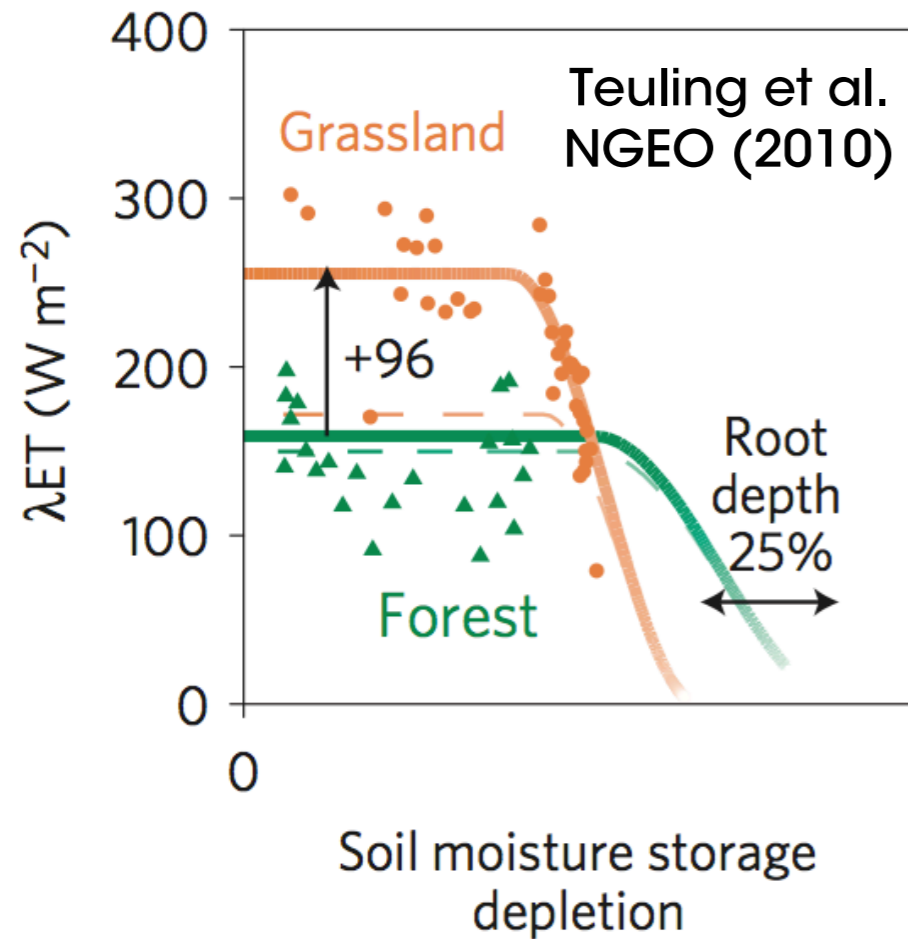 400
Teuling et al.
NGEO (2010)
Grassland
300
λET (W m⁻²)
+96
200
Root
depth
25%
100
Forest
0
0
Soil moisture storage
depletion